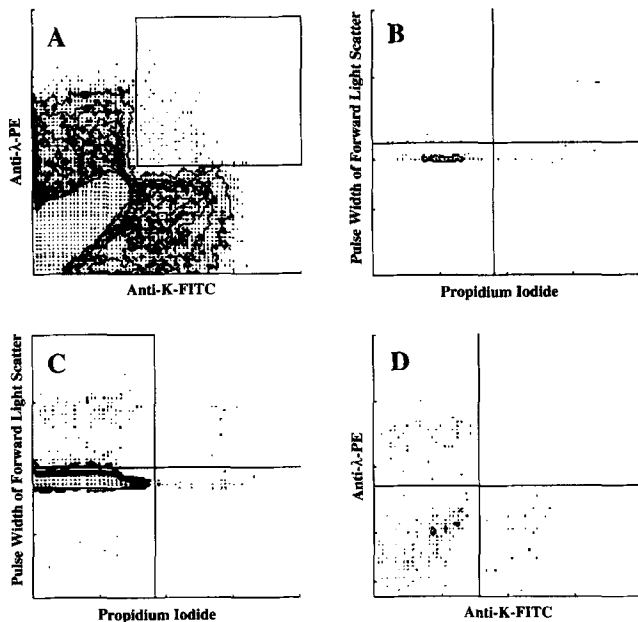 A
Anti-λ-PE
Anti-K-FITC
B
Pulse Width of Forward Light Scatter
Propidium Iodide
C
Pulse Width of Forward Light Scatter
Propidium Iodide
D
Anti-λ-PE
Anti-K-FITC